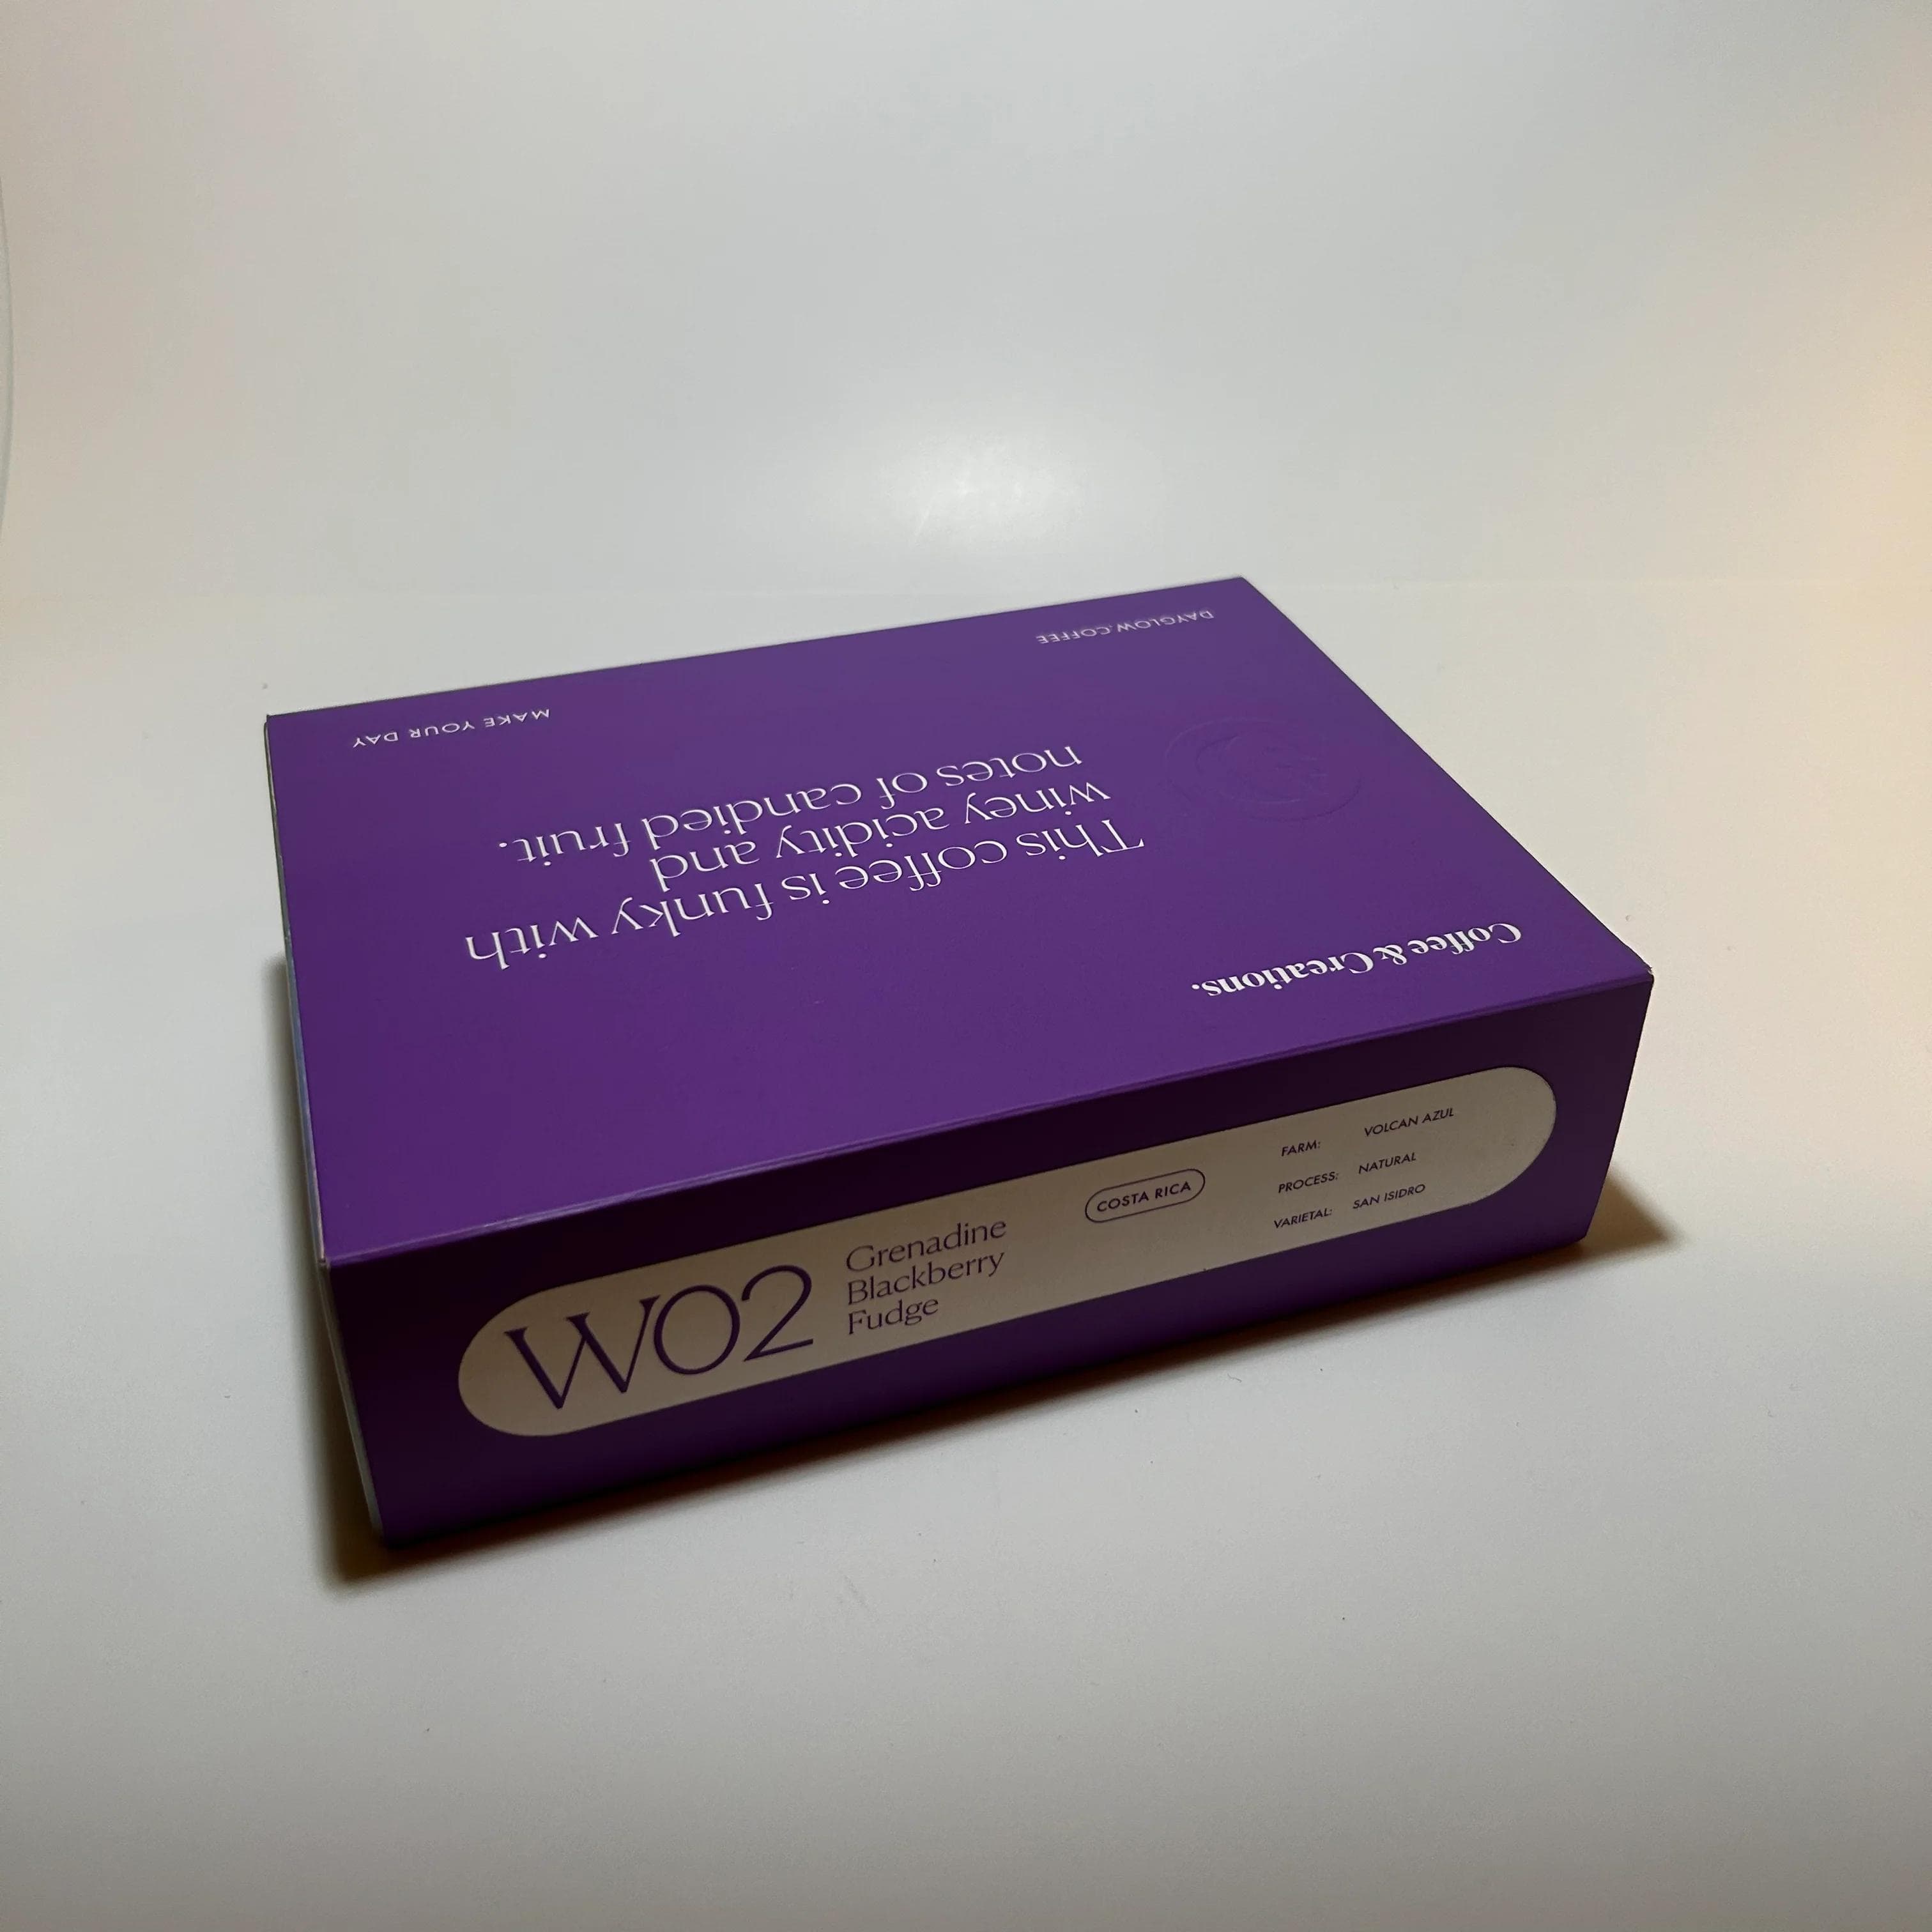 Coffee & Creations.
This coffee is funky with
winey acidity and
notes of candied fruit.
DAYGLOW.COFFEE
MAKE YOUR DAY
W02
Grenadine
Blackberry
Fudge
COSTA RICA
FARM: VOLCAN AZUL
PROCESS: NATURAL
VARIETAL: SAN ISIDRO